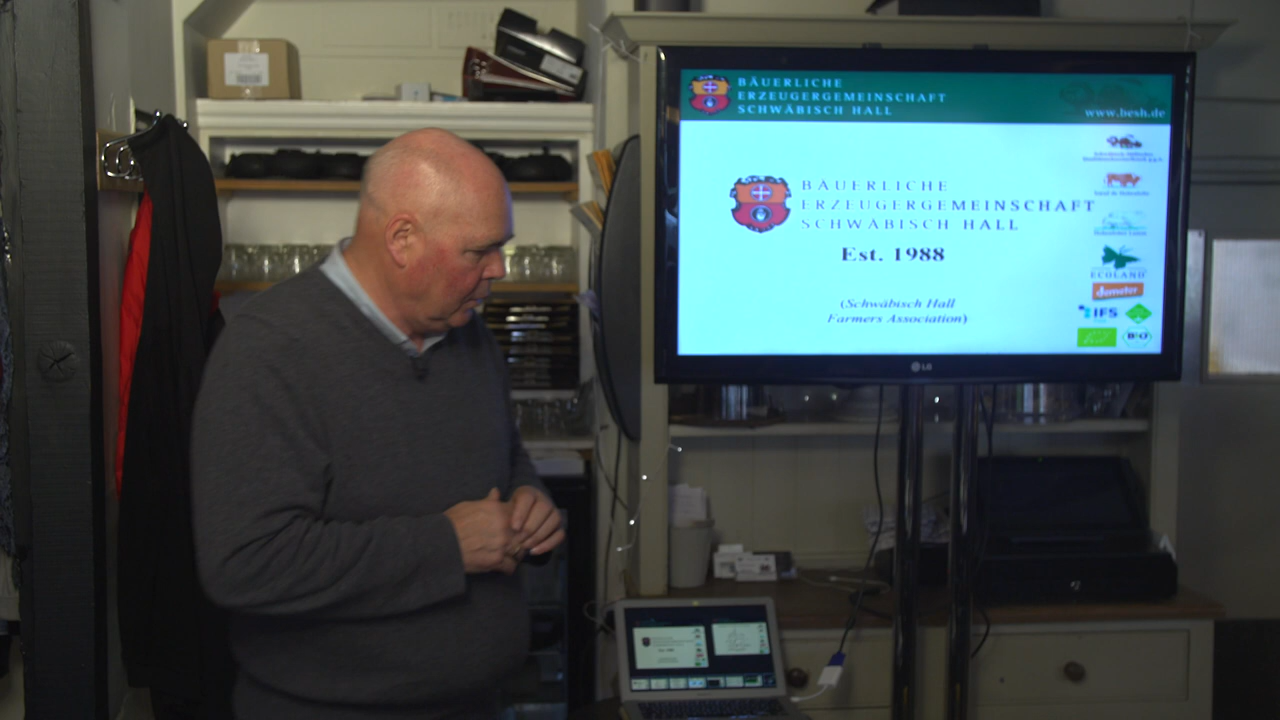 BÄUERLICHE
ERZEUGERGEMEINSCHAFT
SCHWÄBISCH HALL
www.besh.de
BÄUERLICHE
ERZEUGERGEMEINSCHAFT
SCHWÄBISCH HALL
Est. 1988
(Schwäbisch Hall
Farmers Association)
ECOLAND
demeter
IFS
BIO
LG